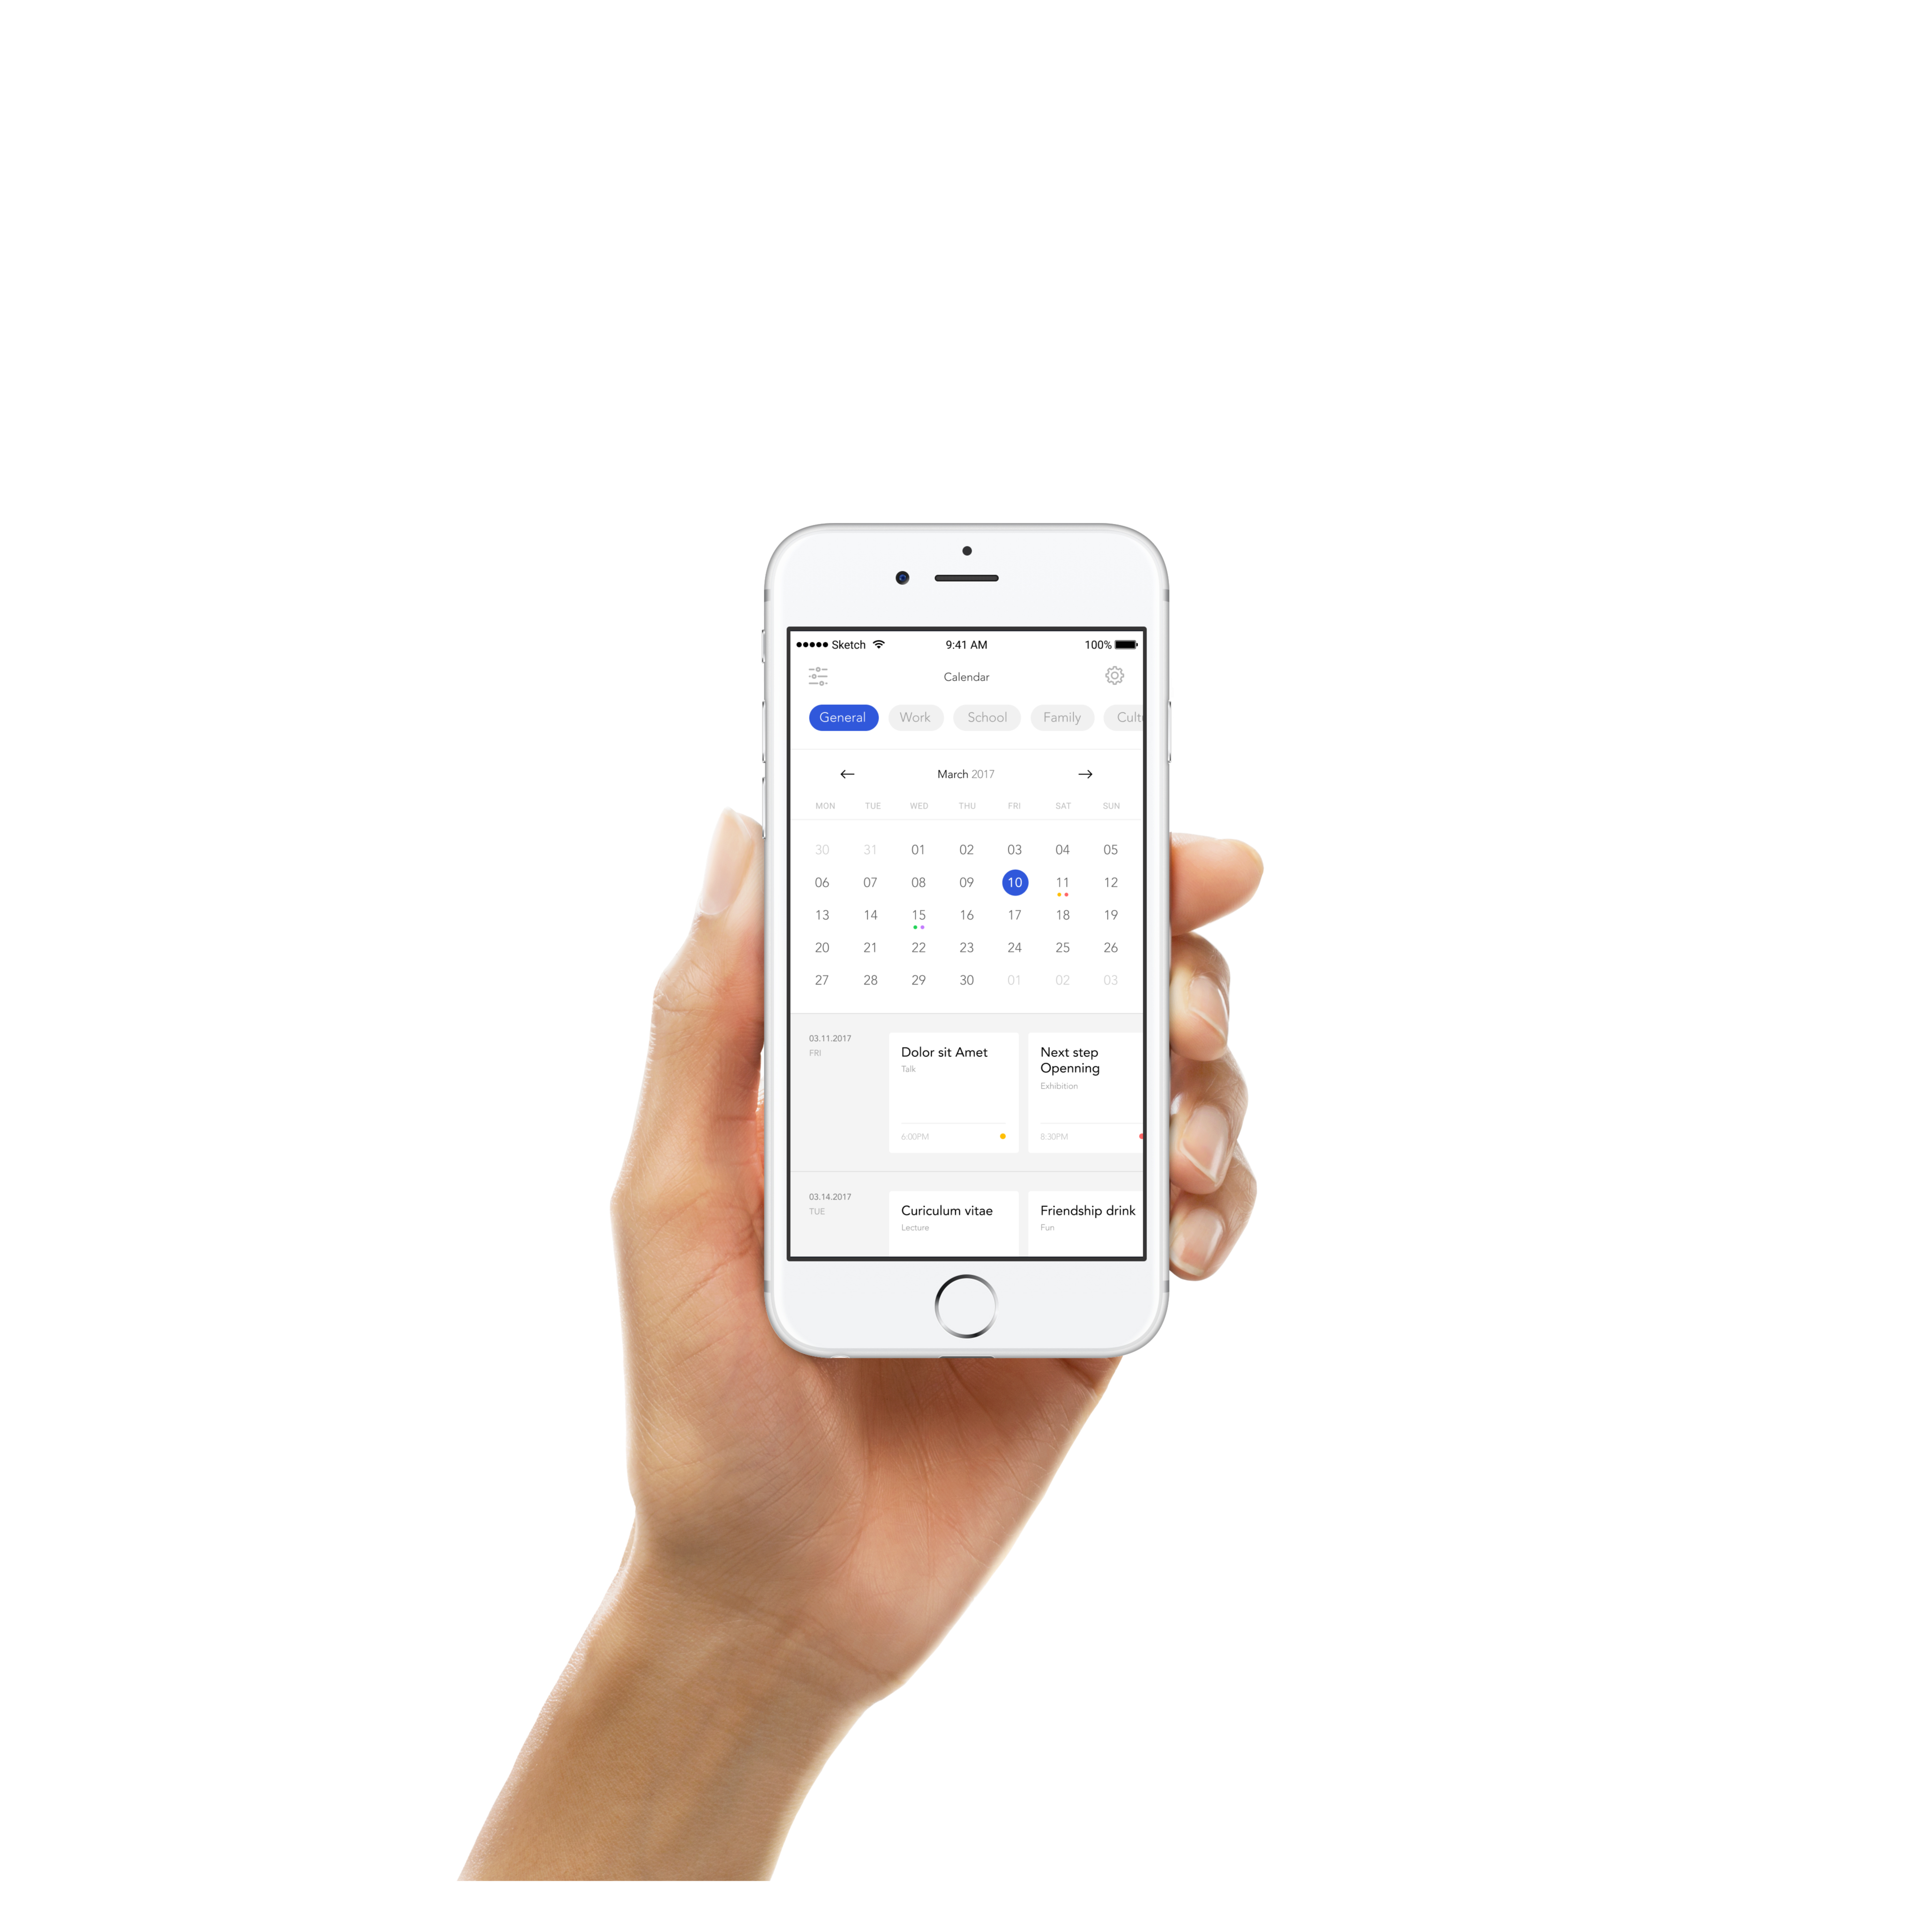 Sketch 9:41 AM 100%
Calendar
General Work School Family Cultu
March 2017
MON TUE WED THU FRI SAT SUN
30 31 01 02 03 04 05
06 07 08 09 10 11 12
13 14 15 16 17 18 19
20 21 22 23 24 25 26
27 28 29 30 01 02 03
03.11.2017
FRI
Dolor sit Amet
Talk
6:00PM
Next step
Openning
Exhibition
8:30PM
03.14.2017
TUE
Curiculum vitae
Lecture
Friendship drink
Fun